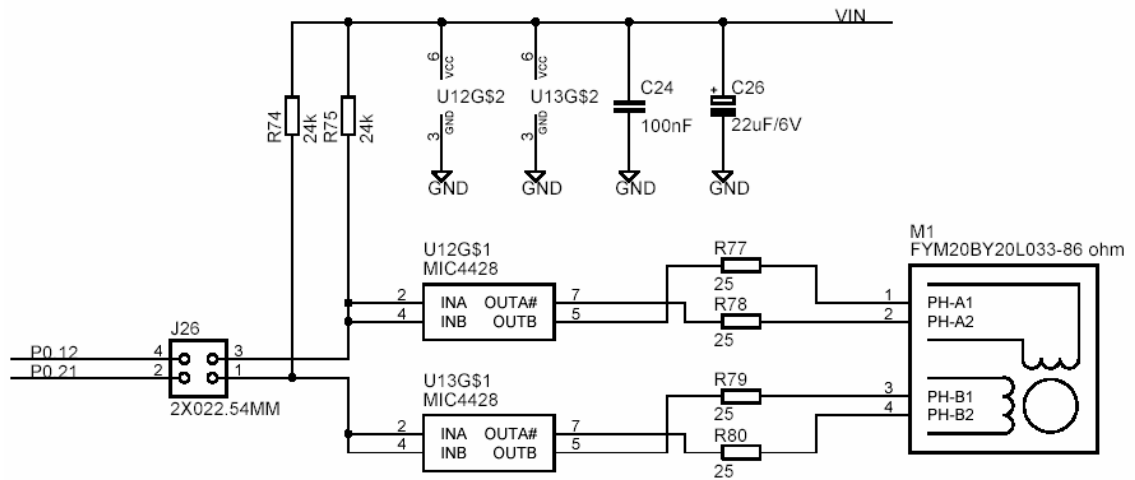 VIN
6
VCC
U12G$2
3
GND
GND
6
VCC
U13G$2
3
GND
GND
C24
100nF
GND
+
C26
22uF/6V
GND
R74
24k
R75
24k
U12G$1
MIC4428
2 INA OUTA# 7
4 INB OUTB 5
R77
25
R78
25
M1
FYM20BY20L033-86 ohm
1 PH-A1
2 PH-A2
J26
P0.12 4 3
P0.21 2 1
2X022.54MM
U13G$1
MIC4428
2 INA OUTA# 7
4 INB OUTB 5
R79
25
R80
25
3 PH-B1
4 PH-B2